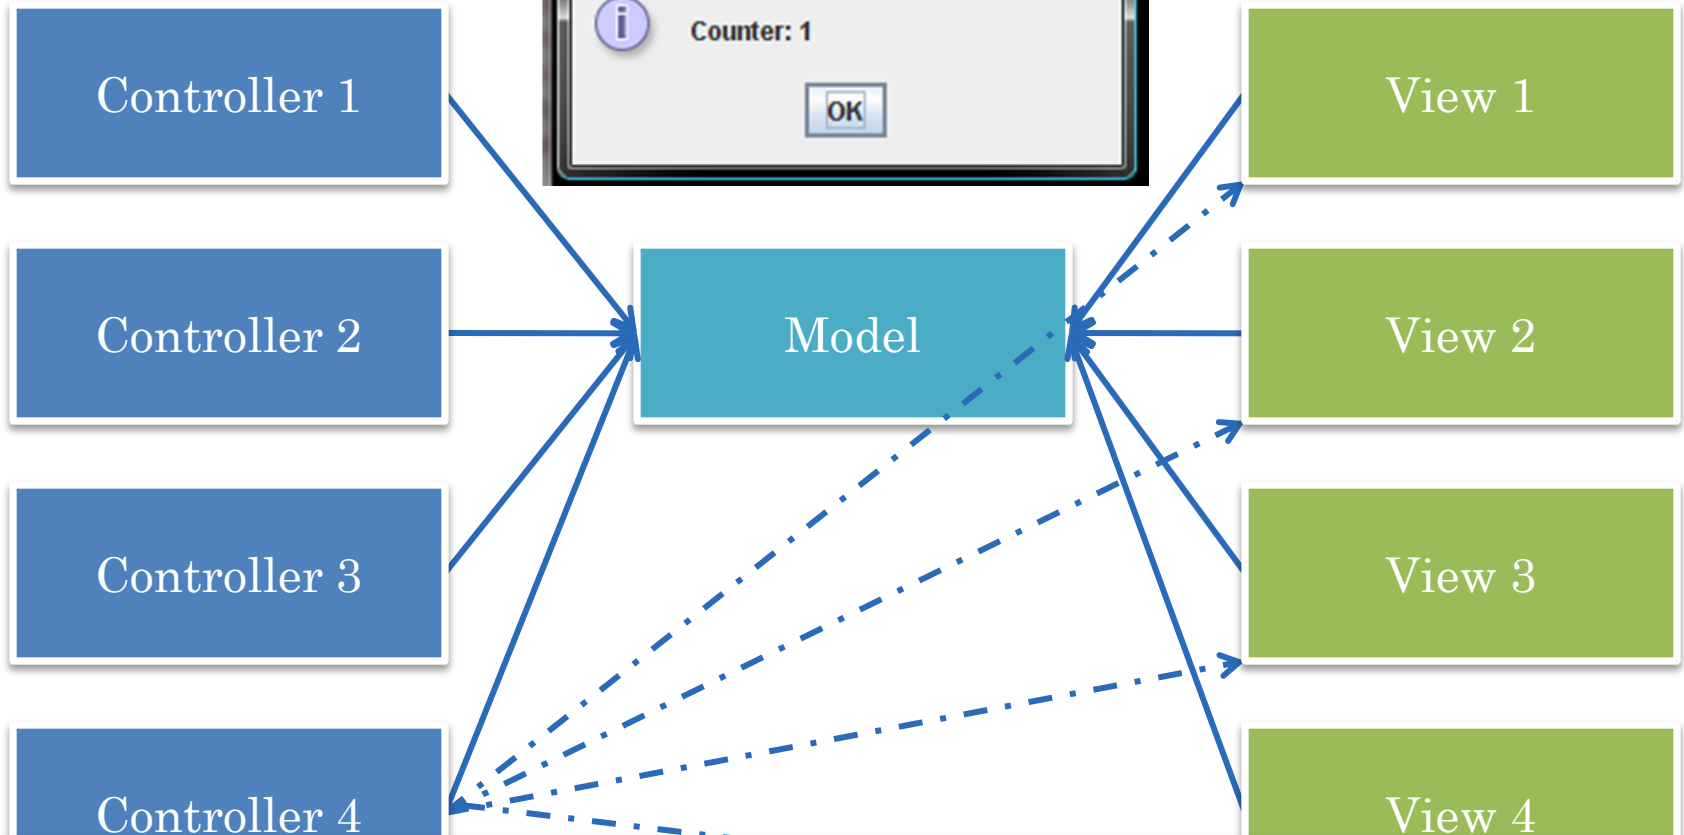 i
Counter: 1
OK
Controller 1
View 1
Controller 2
Model
View 2
Controller 3
View 3
Controller 4
View 4